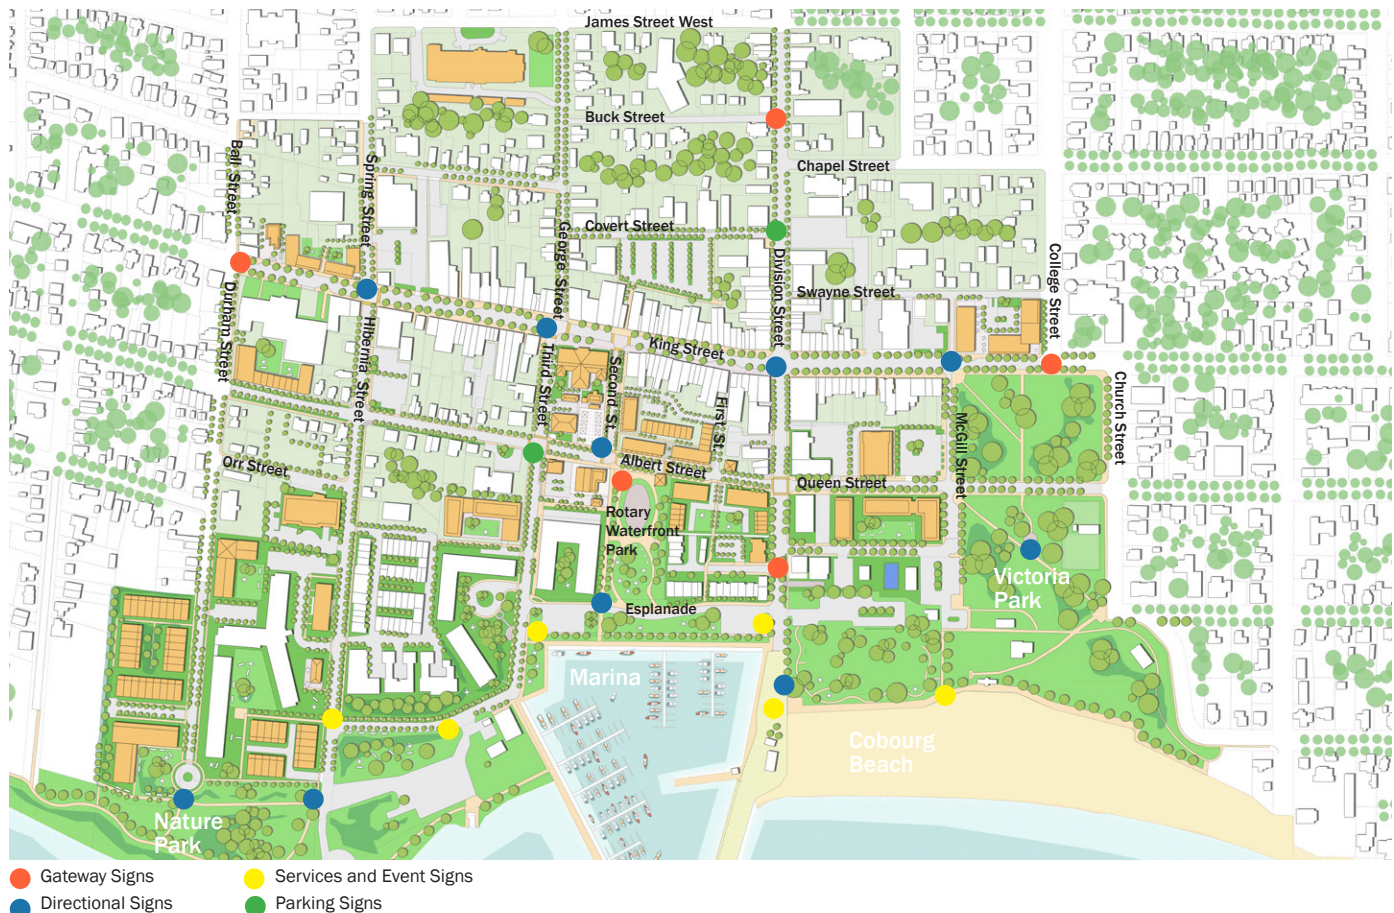 James Street West
Buck Street
Ball Street
Spring Street
Chapel Street
George Street
Covert Street
Division Street
College Street
Durham Street
Swayne Street
Hibernia Street
Third Street
Second St.
King Street
First St.
McGill Street
Church Street
Orr Street
Albert Street
Queen Street
Rotary
Waterfront
Park
Victoria
Park
Esplanade
Marina
Cobourg
Beach
Nature
Park
Gateway Signs
Services and Event Signs
Directional Signs
Parking Signs